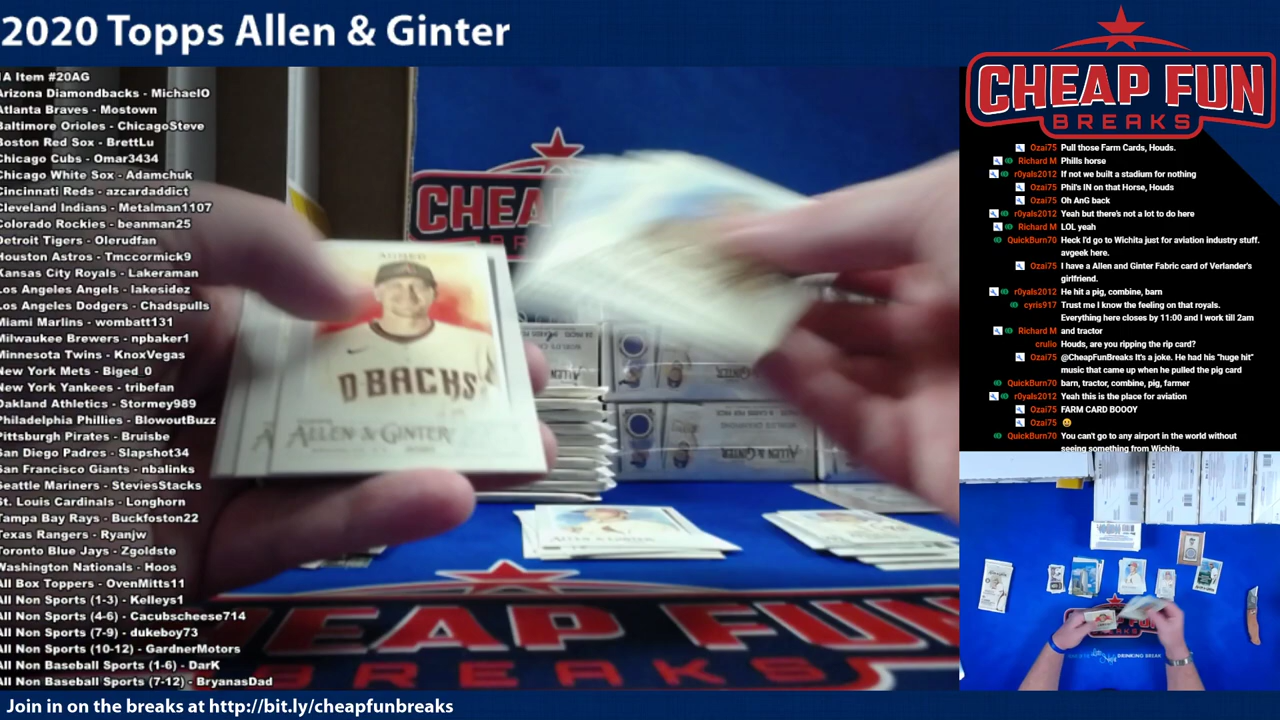 2020 Topps Allen & Ginter
1A Item #20AG
Arizona Diamondbacks - MichaelO
Atlanta Braves - Mostown
Baltimore Orioles - ChicagoSteve
Boston Red Sox - BrettLu
Chicago Cubs - Omar3434
Chicago White Sox - Adamchuk
Cincinnati Reds - azcardaddict
Cleveland Indians - Metalman1107
Colorado Rockies - beanman25
Detroit Tigers - Olerudfan
Houston Astros - Tmccormick9
Kansas City Royals - Lakeraman
Los Angeles Angels - lakesidez
Los Angeles Dodgers - Chadspulls
Miami Marlins - wombatt131
Milwaukee Brewers - npbaker1
Minnesota Twins - KnoxVegas
New York Mets - Biged_0
New York Yankees - tribefan
Oakland Athletics - Stormey989
Philadelphia Phillies - BlowoutBuzz
Pittsburgh Pirates - Bruisbe
San Diego Padres - Slapshot34
San Francisco Giants - nbalinks
Seattle Mariners - SteviesStacks
St. Louis Cardinals - Longhorn
Tampa Bay Rays - Buckfoston22
Texas Rangers - Ryanjw
Toronto Blue Jays - Zgoldste
Washington Nationals - Hoos
All Box Toppers - OvenMitts11
All Non Sports (1-3) - Kelleys1
All Non Sports (4-6) - Cacubscheese714
All Non Sports (7-9) - dukeboy73
All Non Sports (10-12) - GardnerMotors
All Non Baseball Sports (1-6) - DarK
All Non Baseball Sports (7-12) - BryanasDad
CHEAP
AHMED
D BACKS
ALLEN & GINTER
CHEAP FUN
BREAKS
CHEAP FUN
BREAKS
Ozai75 Pull those Farm Cards, Houds.
Richard M Phills horse
r0yals2012 If not we built a stadium for nothing
Ozai75 Phil's IN on that Horse, Houds
Ozai75 Oh AnG back
r0yals2012 Yeah but there's not a lot to do here
Richard M LOL yeah
QuickBurn70 Heck I'd go to Wichita just for aviation industry stuff.
avgeek here.
Ozai75 I have a Allen and Ginter Fabric card of Verlander's
girlfriend.
r0yals2012 He hit a pig, combine, barn
cyris917 Trust me I know the feeling on that royals.
Everything here closes by 11:00 and I work till 2am
Richard M and tractor
crulio Houds, are you ripping the rip card?
Ozai75 @CheapFunBreaks It's a joke. He had his "huge hit"
music that came up when he pulled the pig card
QuickBurn70 barn, tractor, combine, pig, farmer
r0yals2012 Yeah this is the place for aviation
Ozai75 FARM CARD BOOOY
Ozai75
QuickBurn70 You can't go to any airport in the world without
seeing something from Wichita.
CHEAP FUN
BREAKS
DRINKING BREAK
Join in on the breaks at http://bit.ly/cheapfunbreaks